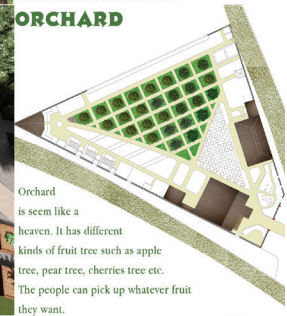 ORCHARD
Orchard
is seem like a
heaven. It has different
kinds of fruit tree such as apple
tree, pear tree, cherries tree etc.
The people can pick up whatever fruit
they want.